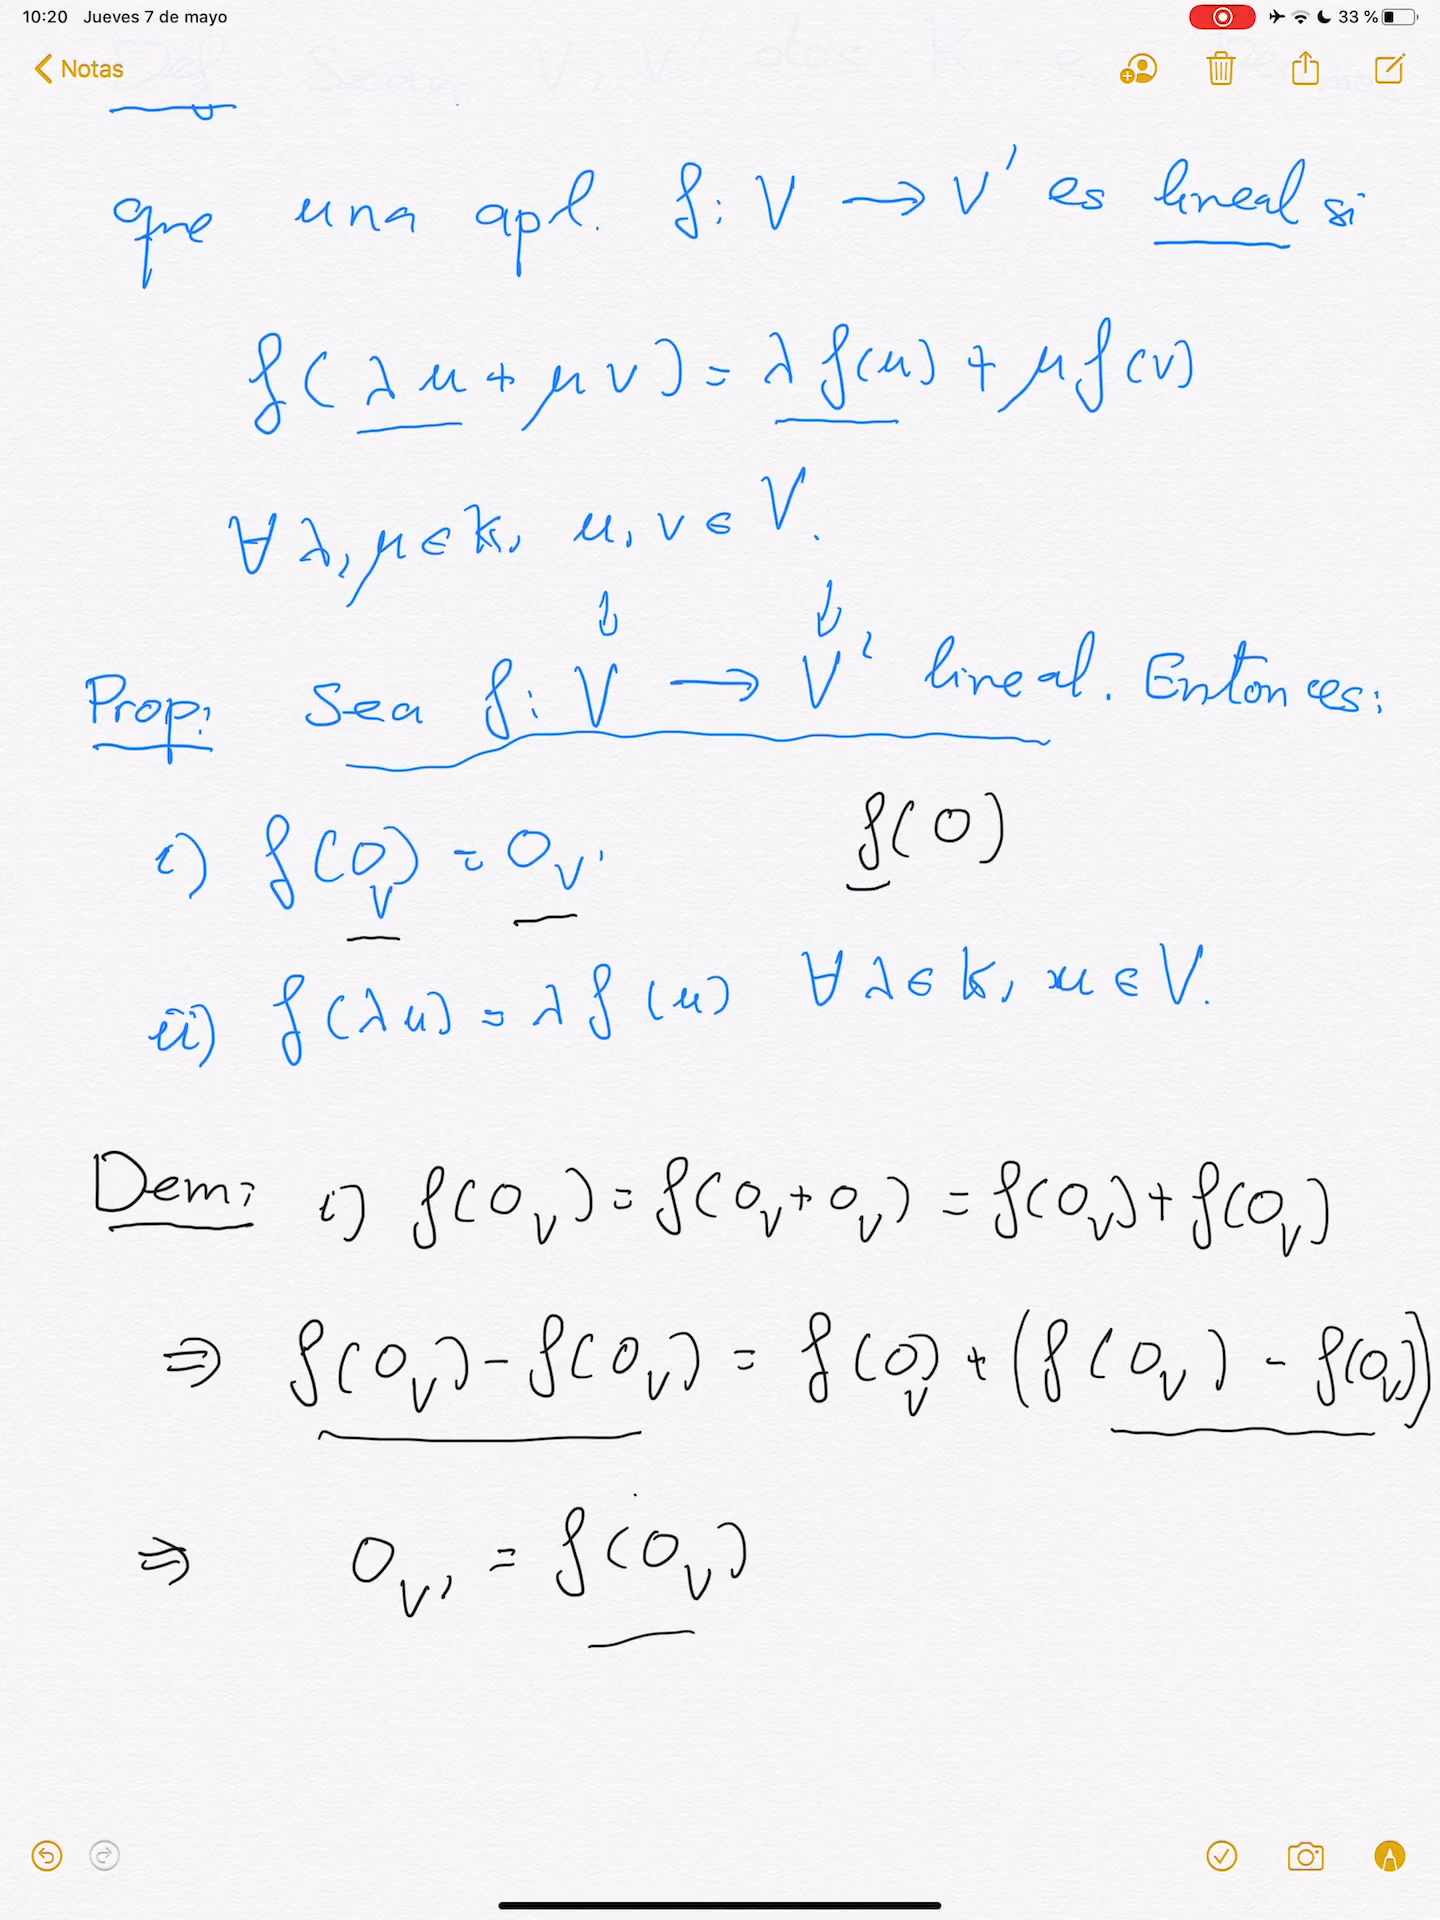 10:20 Jueves 7 de mayo 33 %
Notas
que una apl. f: V → V' es lineal si
f(λu + μv) = λf(u) + μf(v)
∀ λ, μ ∈ k, u, v ∈ V.
Prop: Sea f: V → V' lineal. Entonces:
f(0)
i) f(0_V) = 0_V'
ii) f(λu) = λf(u) ∀ λ ∈ k, u ∈ V.
Dem: i) f(0_V) = f(0_V + 0_V) = f(0_V) + f(0_V)
⇒ f(0_V) - f(0_V) = f(0_V) + (f(0_V) - f(0_V))
⇒ 0_V' = f(0_V)